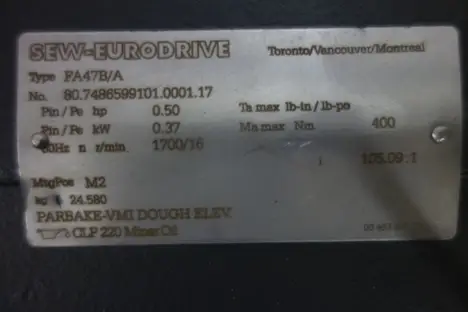 SEW-EURODRIVE Toronto/Vancouver/Montreal
Type FA47B/A
No. 80.7486599101.0001.17
Pin/Pe hp 0.50 Ta max lb-in/lb-po
Pin/Pe kW 0.37 Ma max Nm 400
60Hz n r/min 1700/16 i :1
MtgPos M2
kg 24.580
PARBAKE-VMI DOUGH ELEV.
CLP 220 Miner Oil